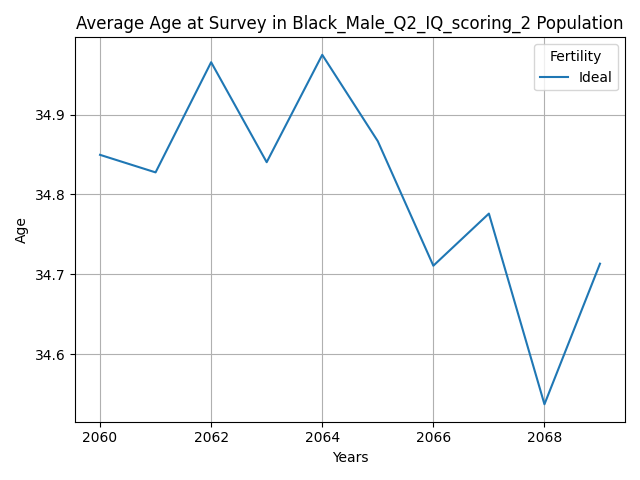 Average Age at Survey in Black_Male_Q2_IQ_scoring_2 Population
Fertility
Ideal
Age
34.9
34.8
34.7
34.6
2060 2062 2064 2066 2068
Years